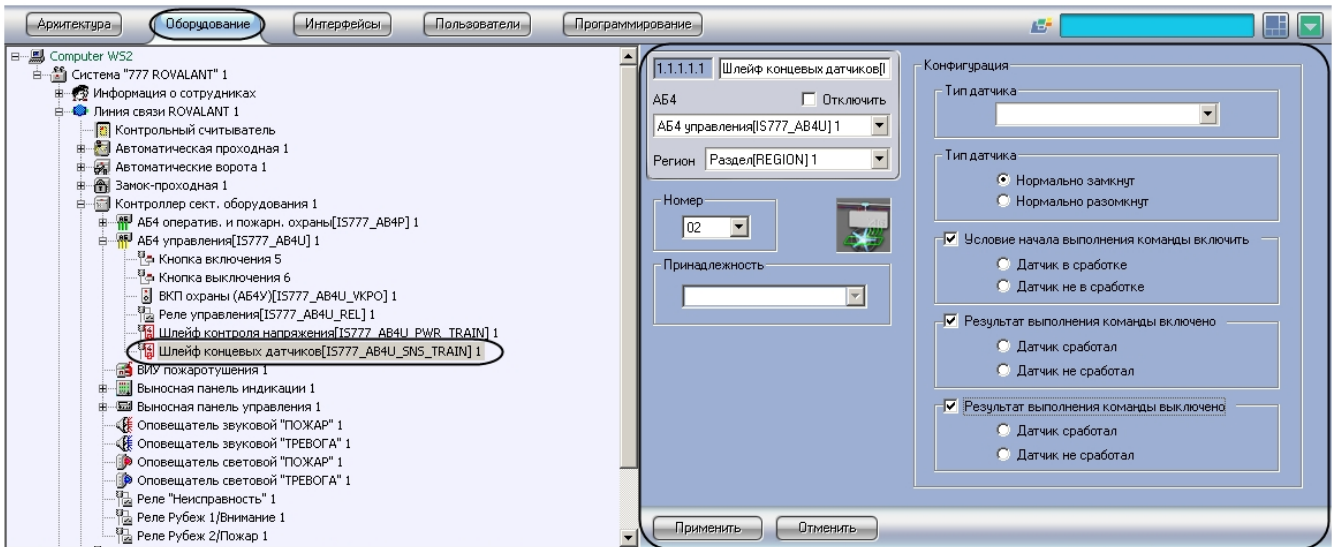 Архитектура
Оборудование
Интерфейсы
Пользователи
Программирование
Computer WS2
Система "777 ROVALANT" 1
Информация о сотрудниках
Линия связи ROVALANT 1
Контрольный считыватель
Автоматическая проходная 1
Автоматические ворота 1
Замок-проходная 1
Контроллер сект. оборудования 1
АБ4 оператив. и пожарн. охраны[IS777_AB4P] 1
АБ4 управления[IS777_AB4U] 1
Кнопка включения 5
Кнопка выключения 6
ВКП охраны (АБ4У)[IS777_AB4U_VKPO] 1
Реле управления[IS777_AB4U_REL] 1
Шлейф контроля напряжения[IS777_AB4U_PWR_TRAIN] 1
Шлейф концевых датчиков[IS777_AB4U_SNS_TRAIN] 1
ВИУ пожаротушения 1
Выносная панель индикации 1
Выносная панель управления 1
Оповещатель звуковой "ПОЖАР" 1
Оповещатель звуковой "ТРЕВОГА" 1
Оповещатель световой "ПОЖАР" 1
Оповещатель световой "ТРЕВОГА" 1
Реле "Неисправность" 1
Реле Рубеж 1/Внимание 1
Реле Рубеж 2/Пожар 1
1.1.1.1.1 Шлейф концевых датчиков[I
АБ4 Отключить
АБ4 управления[IS777_AB4U] 1
Регион Раздел[REGION] 1
Номер
02
Принадлежность
Конфигурация
Тип датчика
Тип датчика
Нормально замкнут
Нормально разомкнут
Условие начала выполнения команды включить
Датчик в сработке
Датчик не в сработке
Результат выполнения команды включено
Датчик сработал
Датчик не сработал
Результат выполнения команды выключено
Датчик сработал
Датчик не сработал
Применить
Отменить